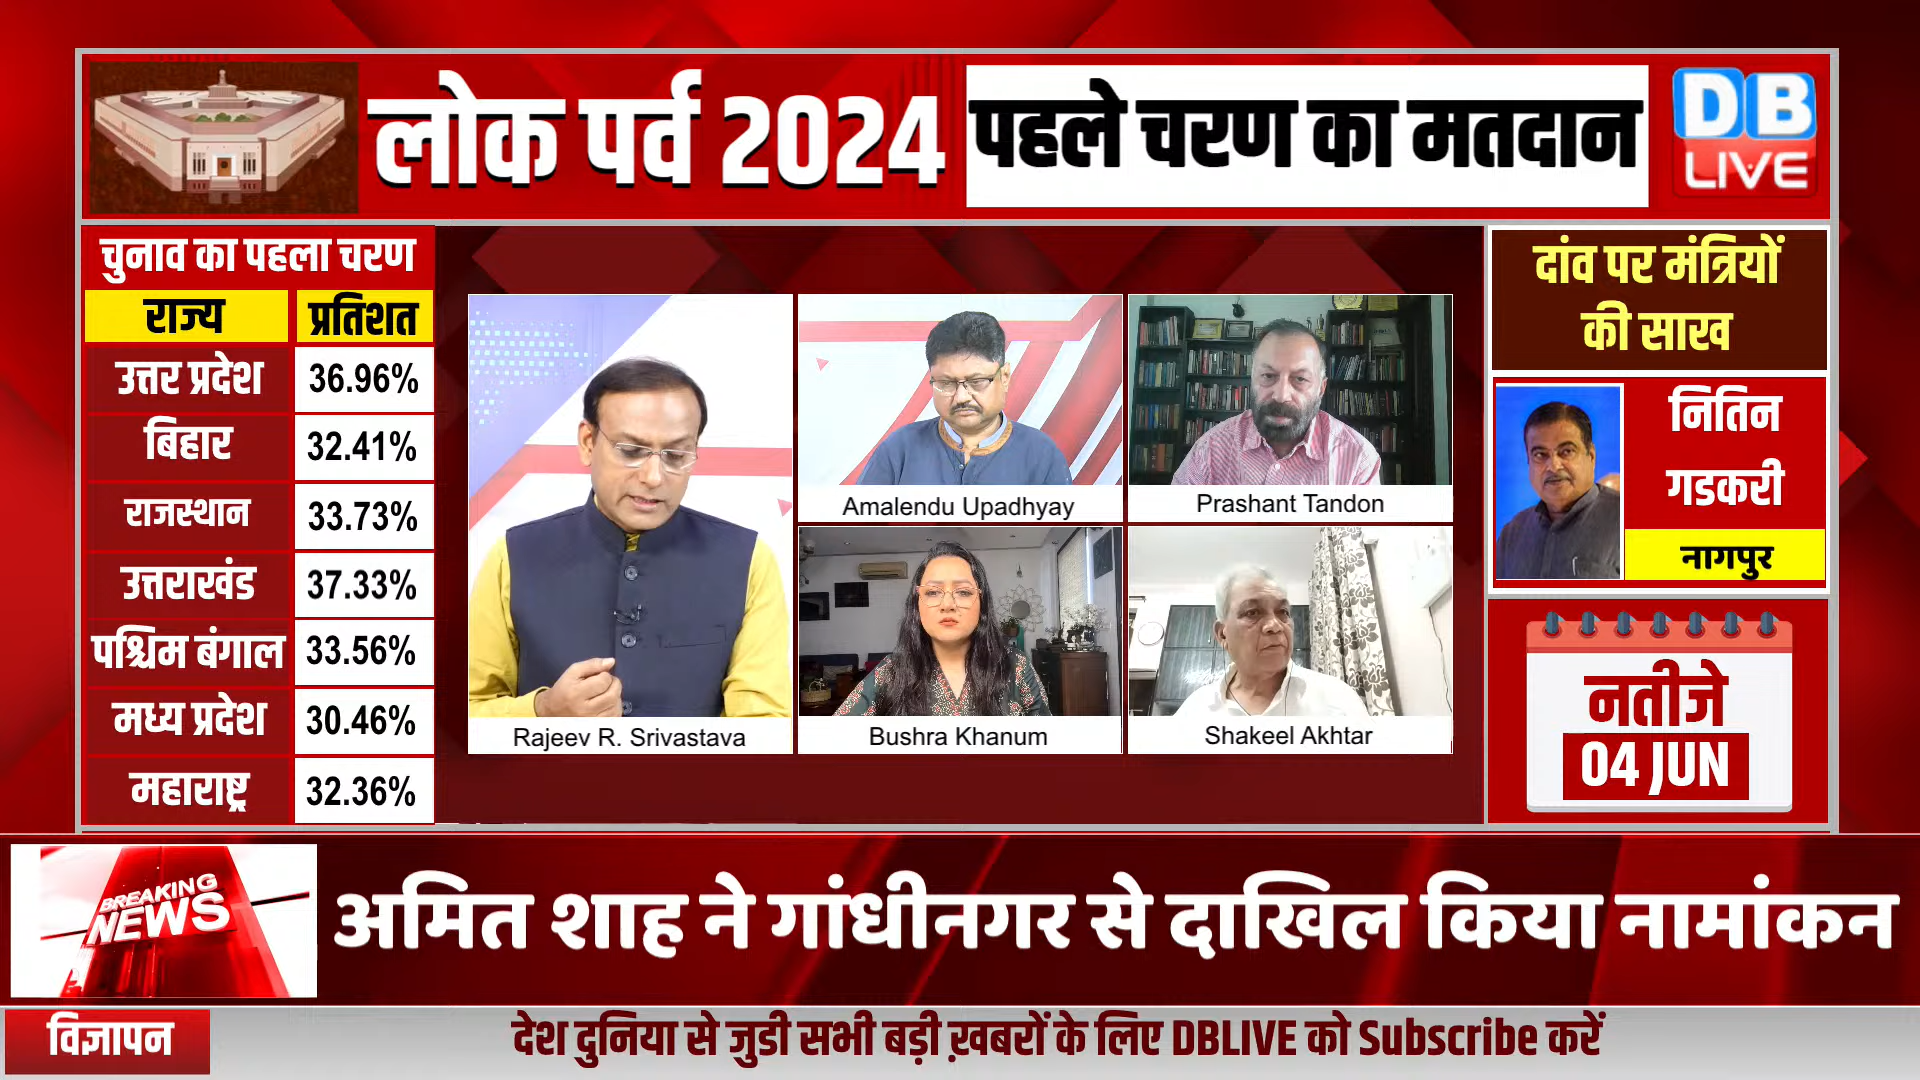 लोक पर्व 2024
पहले चरण का मतदान
DB
LIVE
चुनाव का पहला चरण
राज्य प्रतिशत
उत्तर प्रदेश 36.96%
बिहार 32.41%
राजस्थान 33.73%
उत्तराखंड 37.33%
पश्चिम बंगाल 33.56%
मध्य प्रदेश 30.46%
महाराष्ट्र 32.36%
Amalendu Upadhyay
Prashant Tandon
Rajeev R. Srivastava
Bushra Khanum
Shakeel Akhtar
दांव पर मंत्रियों
की साख
नितिन
गडकरी
नागपुर
नतीजे
04 JUN
BREAKING
NEWS
अमित शाह ने गांधीनगर से दाखिल किया नामांकन
विज्ञापन
देश दुनिया से जुडी सभी बड़ी ख़बरों के लिए DBLIVE को Subscribe करें